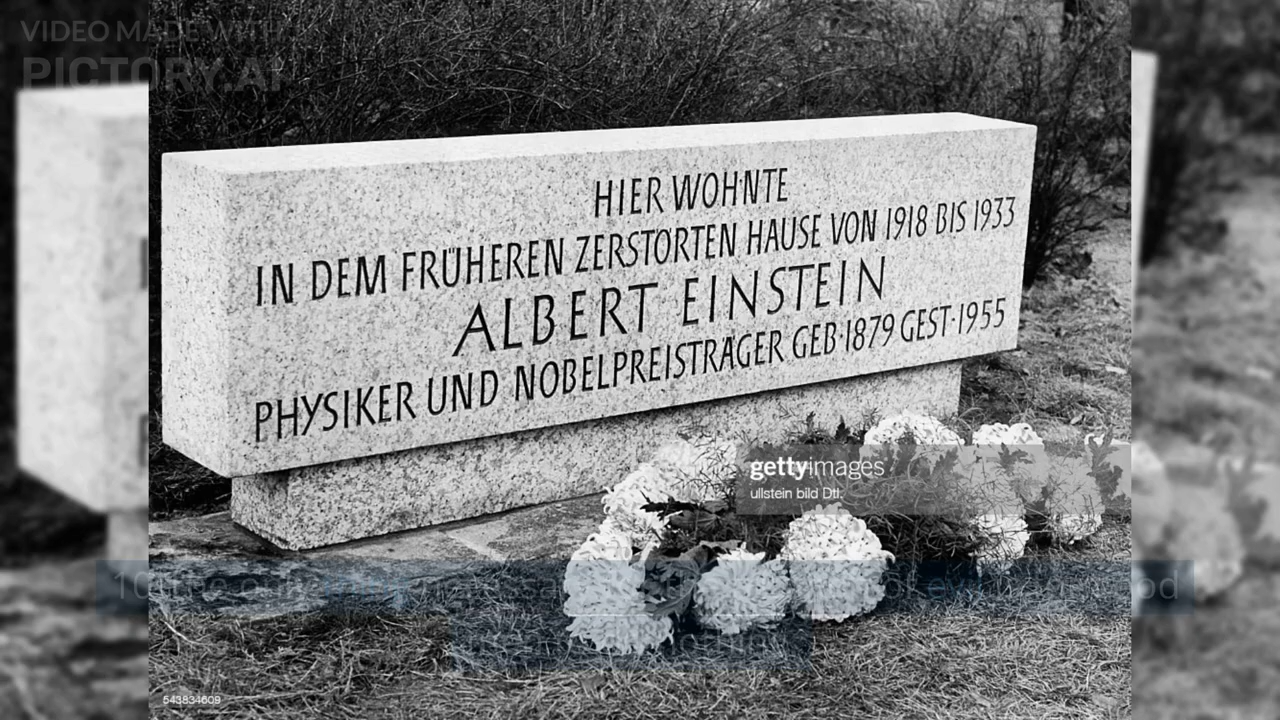 VIDEO MADE WITH
PICTORY.AI
HIER WOHNTE
IN DEM FRÜHEREN ZERSTÖRTEN HAUSE VON 1918 BIS 1933
ALBERT EINSTEIN
PHYSIKER UND NOBELPREISTRÄGER GEB·1879 GEST·1955
gettyimages
ullstein bild Dtl.
543834609